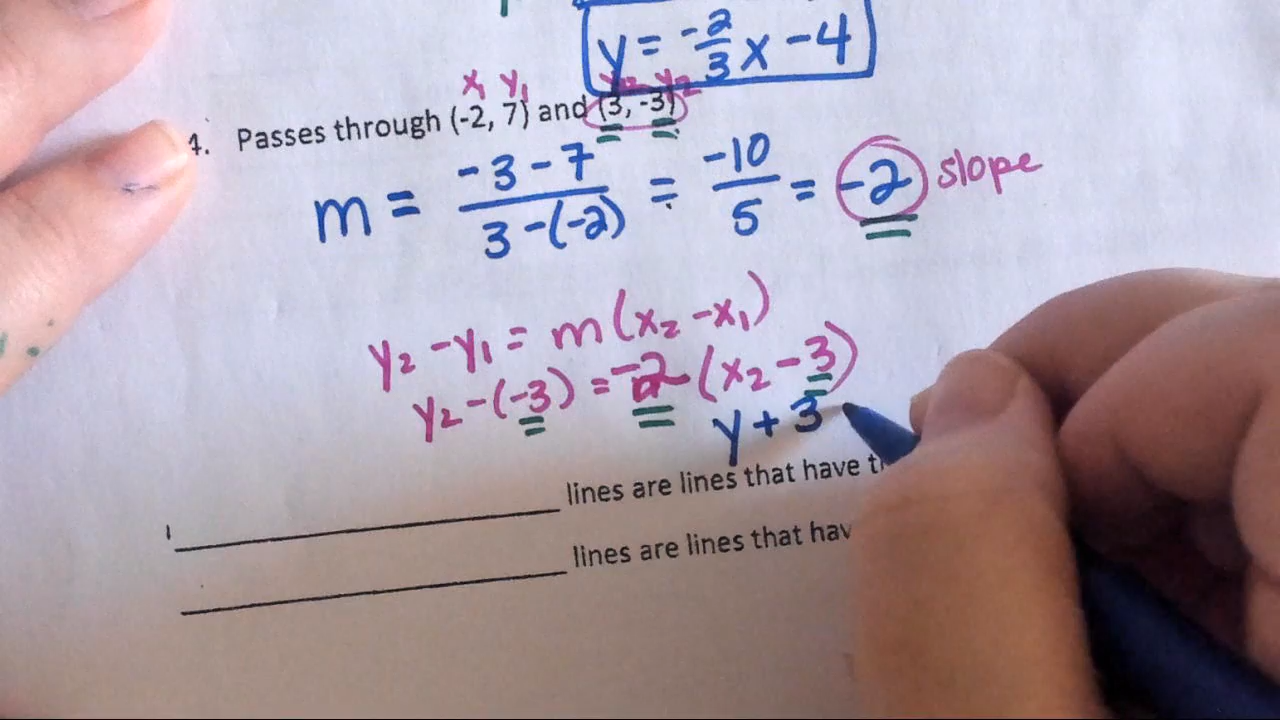 y = -2/3 x - 4
x₁ y₁ x₂ y₂
4. Passes through (-2, 7) and (3, -3)
m = -3 - 7 / 3 - (-2) = -10 / 5 = -2 slope
y₂ - y₁ = m (x₂ - x₁)
y₂ - (-3) = -2 (x₂ - 3)
y + 3
lines are lines that have
lines are lines that hav